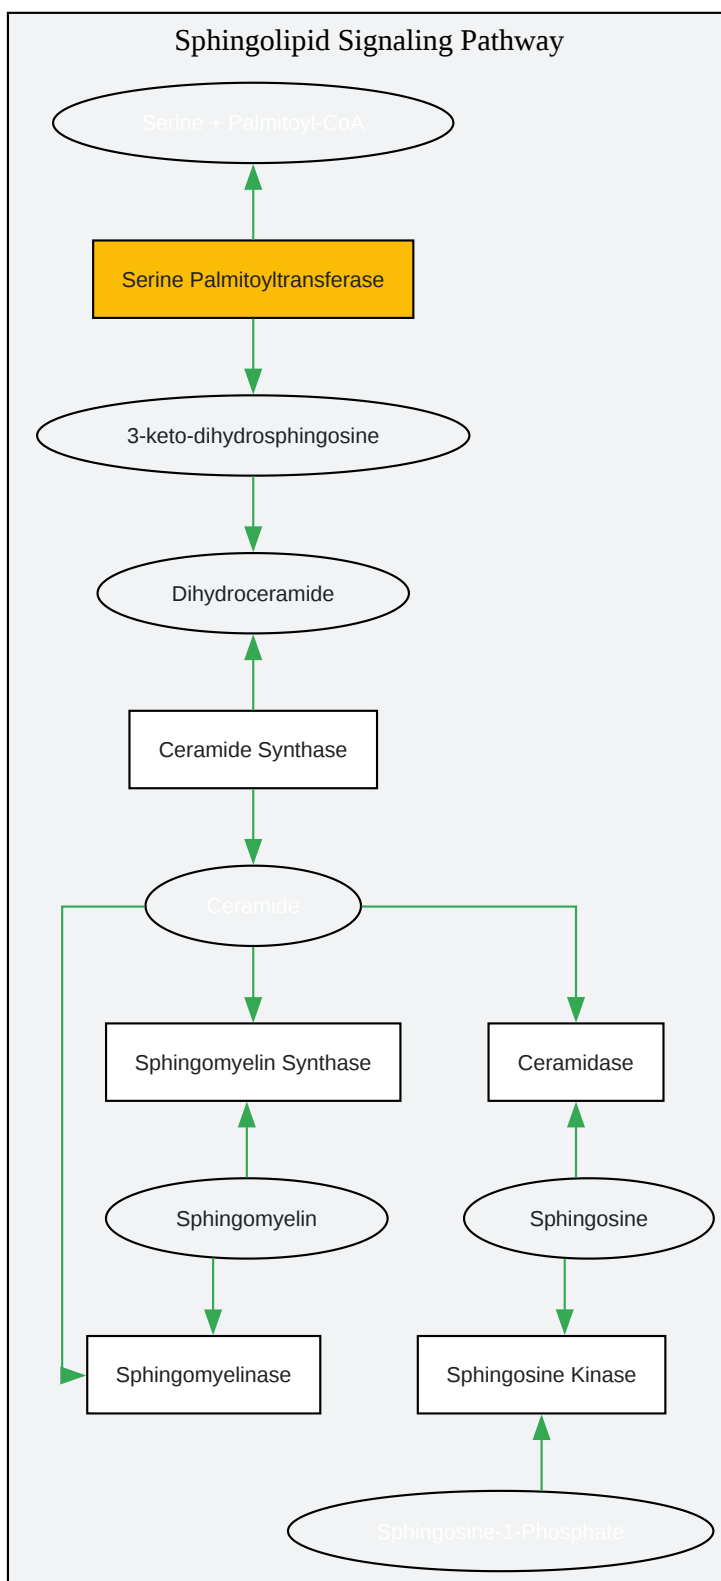 Sphingolipid Signaling Pathway
Serine + Palmitoyl-CoA
Serine Palmitoyltransferase
3-keto-dihydrosphingosine
Dihydroceramide
Ceramide Synthase
Ceramide
Sphingomyelin Synthase
Ceramidase
Sphingomyelin
Sphingosine
Sphingomyelinase
Sphingosine Kinase
Sphingosine-1-Phosphate